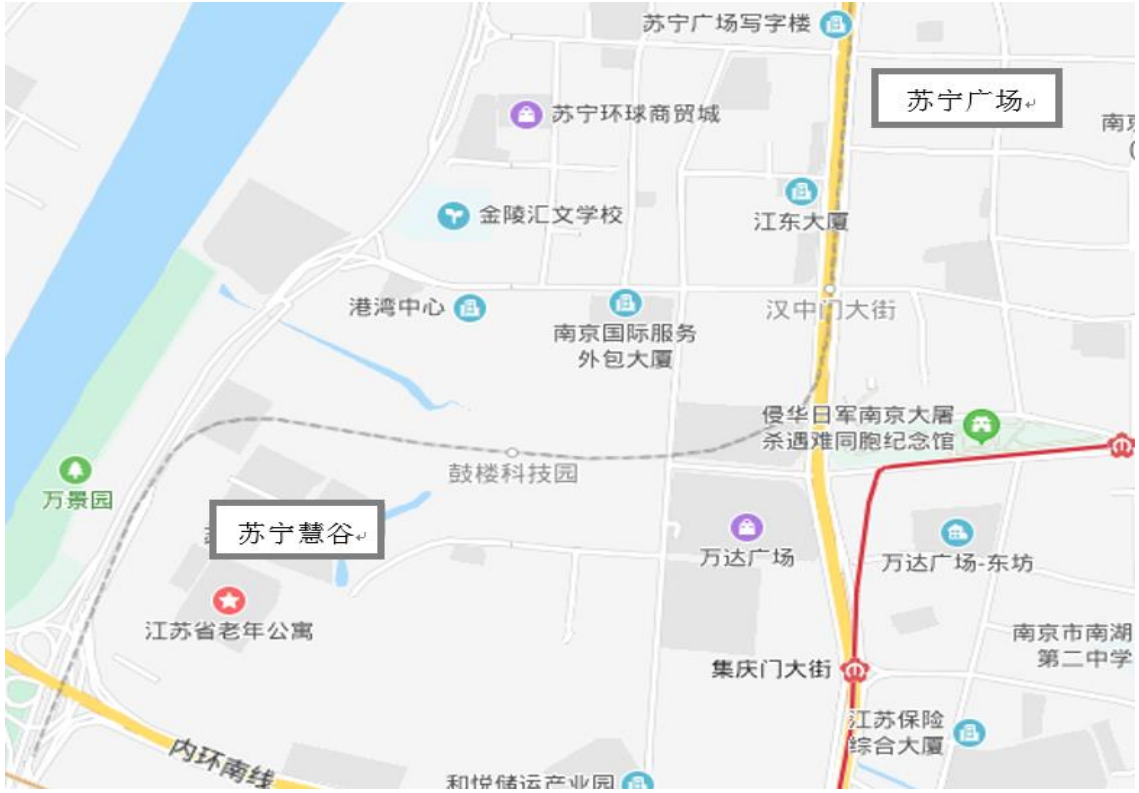 苏宁广场写字楼
苏宁广场
苏宁环球商贸城
金陵汇文学校
江东大厦
港湾中心
南京国际服务
外包大厦
汉中门大街
侵华日军南京大屠
杀遇难同胞纪念馆
鼓楼科技园
万景园
苏宁慧谷
万达广场
万达广场-东坊
江苏省老年公寓
南京市南湖
第二中学
集庆门大街
江苏保险
综合大厦
内环南线
和悦储运产业园